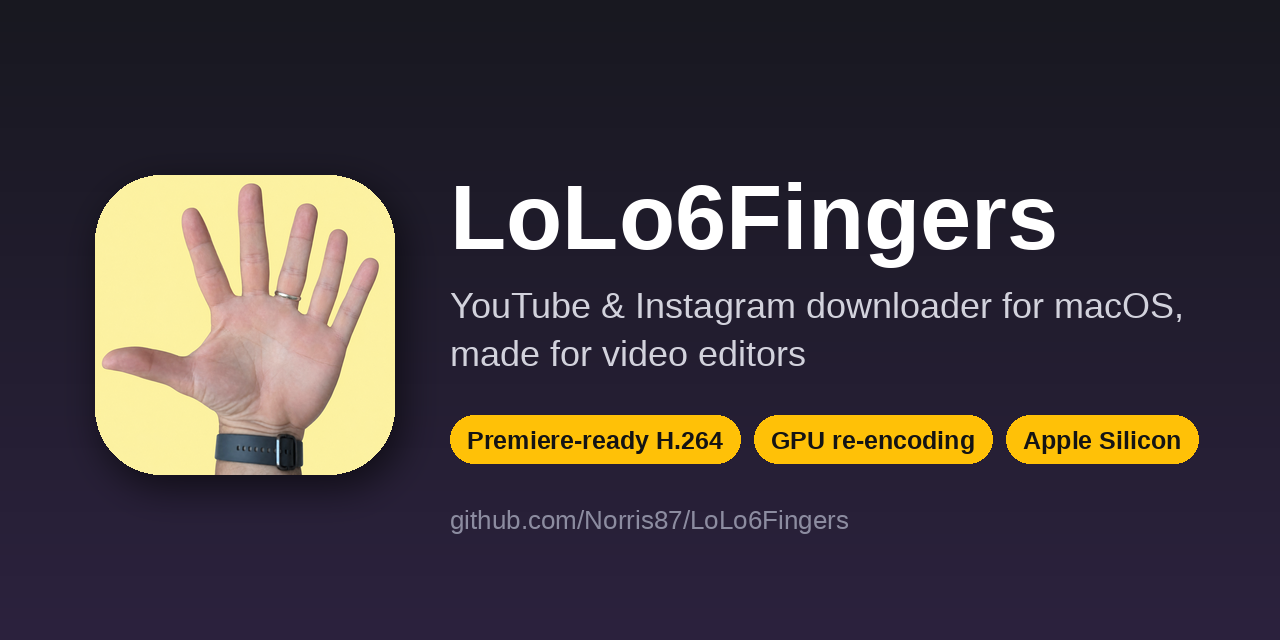 LoLo6Fingers
YouTube & Instagram downloader for macOS,
made for video editors
Premiere-ready H.264 GPU re-encoding Apple Silicon
github.com/Norris87/LoLo6Fingers